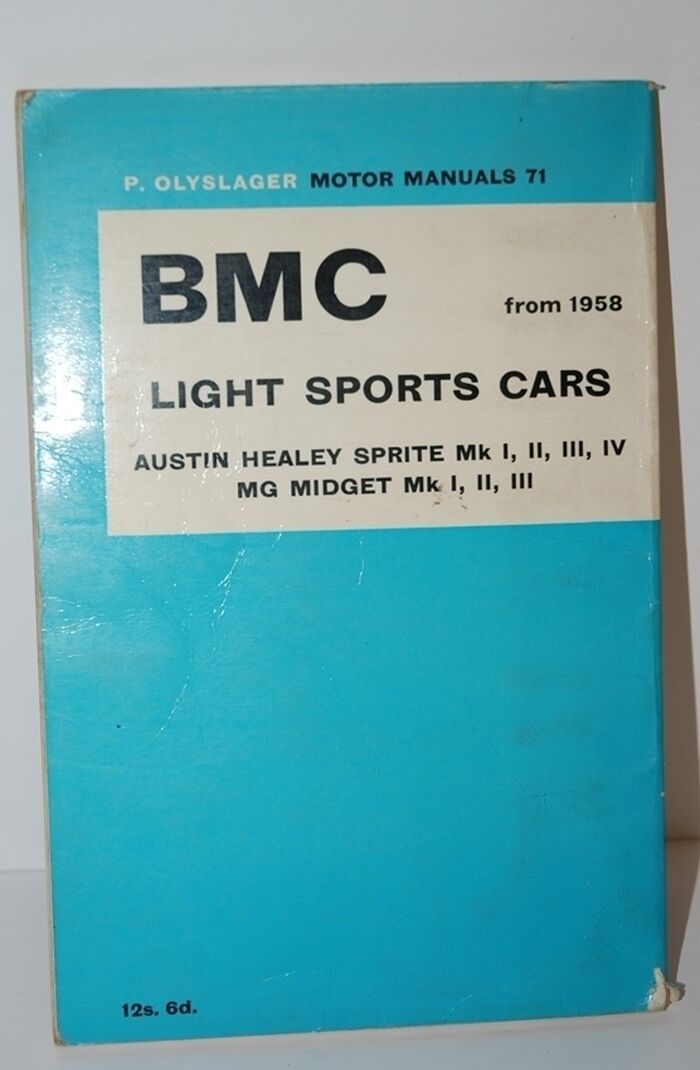 P. OLYSLAGER MOTOR MANUALS 71
BMC
from 1958
LIGHT SPORTS CARS
AUSTIN HEALEY SPRITE Mk I, II, III, IV
MG MIDGET Mk I, II, III
12s. 6d.